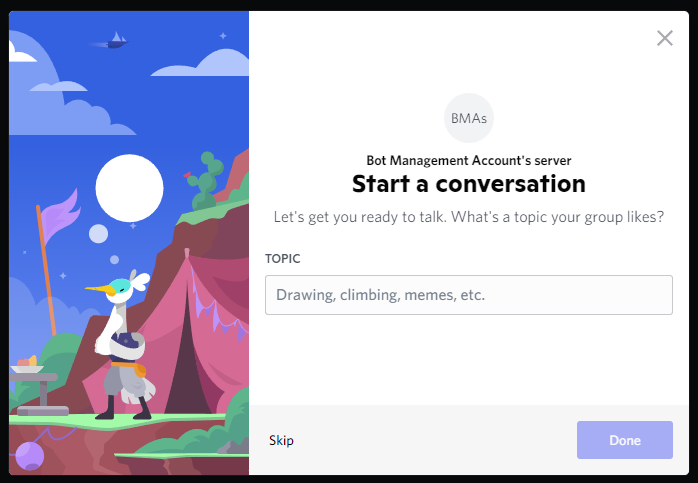 BMAs
Bot Management Account's server
Start a conversation
Let's get you ready to talk. What's a topic your group likes?
TOPIC
Drawing, climbing, memes, etc.
Skip
Done